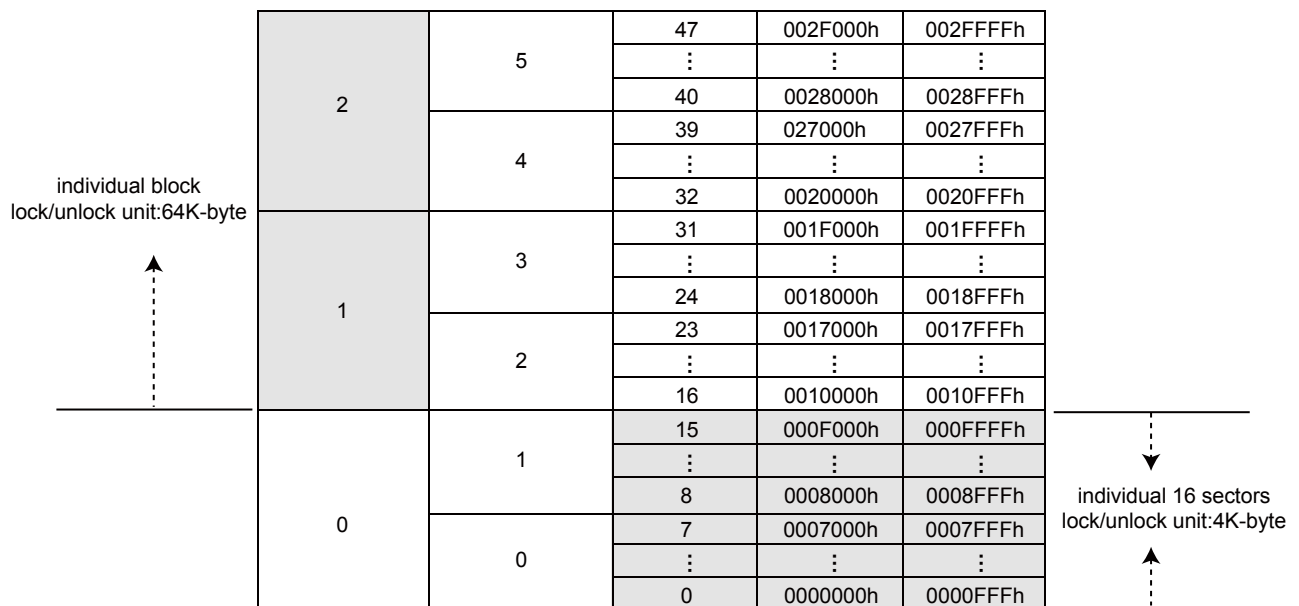 47 002F000h 002FFFFh
5
⋮ ⋮ ⋮
2
40 0028000h 0028FFFh
39 027000h 0027FFFh
4
⋮ ⋮ ⋮
individual block
lock/unlock unit:64K-byte
32 0020000h 0020FFFh
31 001F000h 001FFFFh
3
⋮ ⋮ ⋮
24 0018000h 0018FFFh
1
23 0017000h 0017FFFh
2
⋮ ⋮ ⋮
16 0010000h 0010FFFh
15 000F000h 000FFFFh
1
⋮ ⋮ ⋮
8 0008000h 0008FFFh
individual 16 sectors
lock/unlock unit:4K-byte
0
7 0007000h 0007FFFh
0
⋮ ⋮ ⋮
0 0000000h 0000FFFh